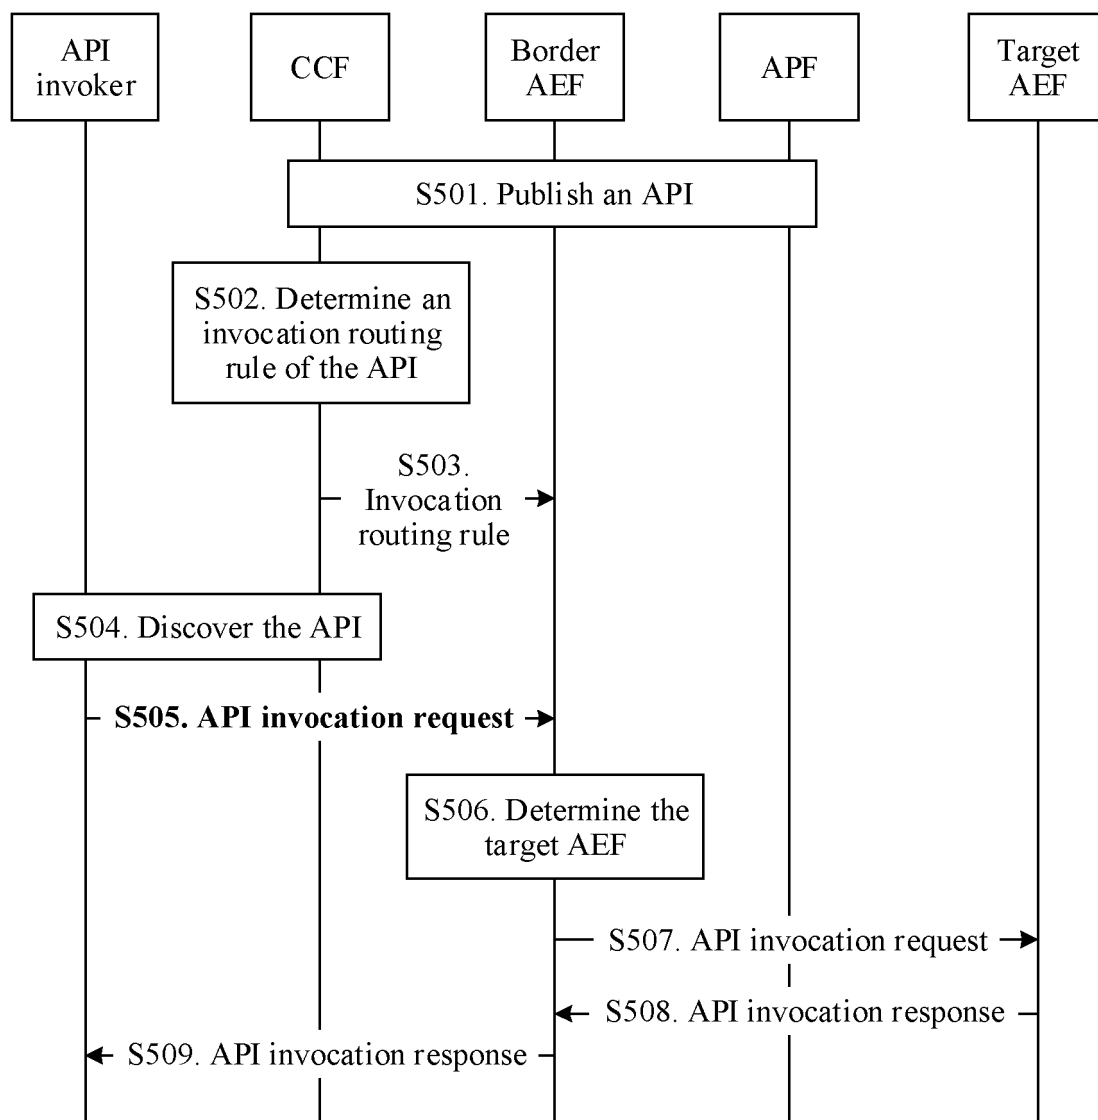 API
invoker
CCF
Border
AEF
APF
Target
AEF
S501. Publish an API
S502. Determine an
invocation routing
rule of the API
S503.
Invocation
routing rule
S504. Discover the API
S505. API invocation request
S506. Determine the
target AEF
S507. API invocation request
S508. API invocation response
S509. API invocation response